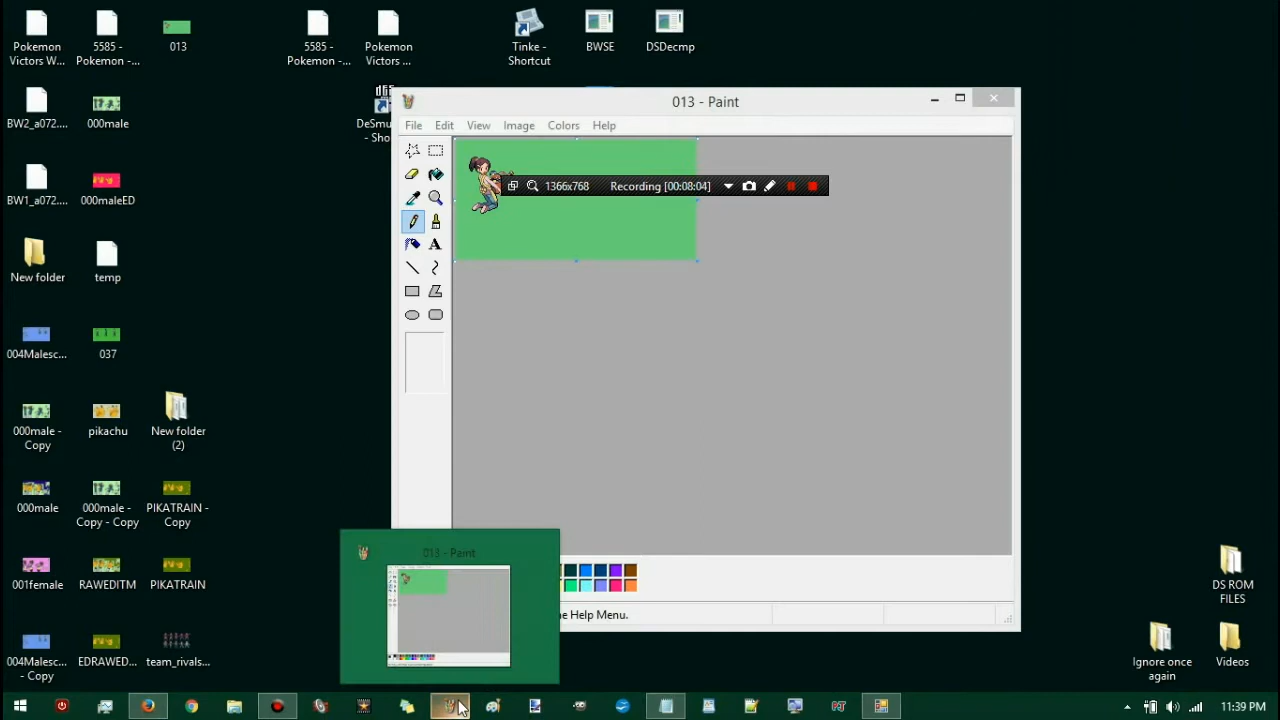 Pokemon
Victors W...
5585 -
Pokemon -...
013
5585 -
Pokemon -...
Pokemon
Victors ...
Tinke -
Shortcut
BWSE
DSDecmp
BW2_a072....
000male
DeSmu
- Sho
BW1_a072....
000maleED
New folder
temp
004Malesc...
037
000male -
Copy
pikachu
New folder
(2)
000male
000male -
Copy - Copy
PIKATRAIN -
Copy
001female
RAWEDITM
PIKATRAIN
004Malesc...
- Copy
EDRAWED...
team_rivals...
013 - Paint
File Edit View Image Colors Help
1366x768 Recording [00:08:04]
A
013 - Paint
he Help Menu.
DS ROM
FILES
Ignore once
again
Videos
11:39 PM